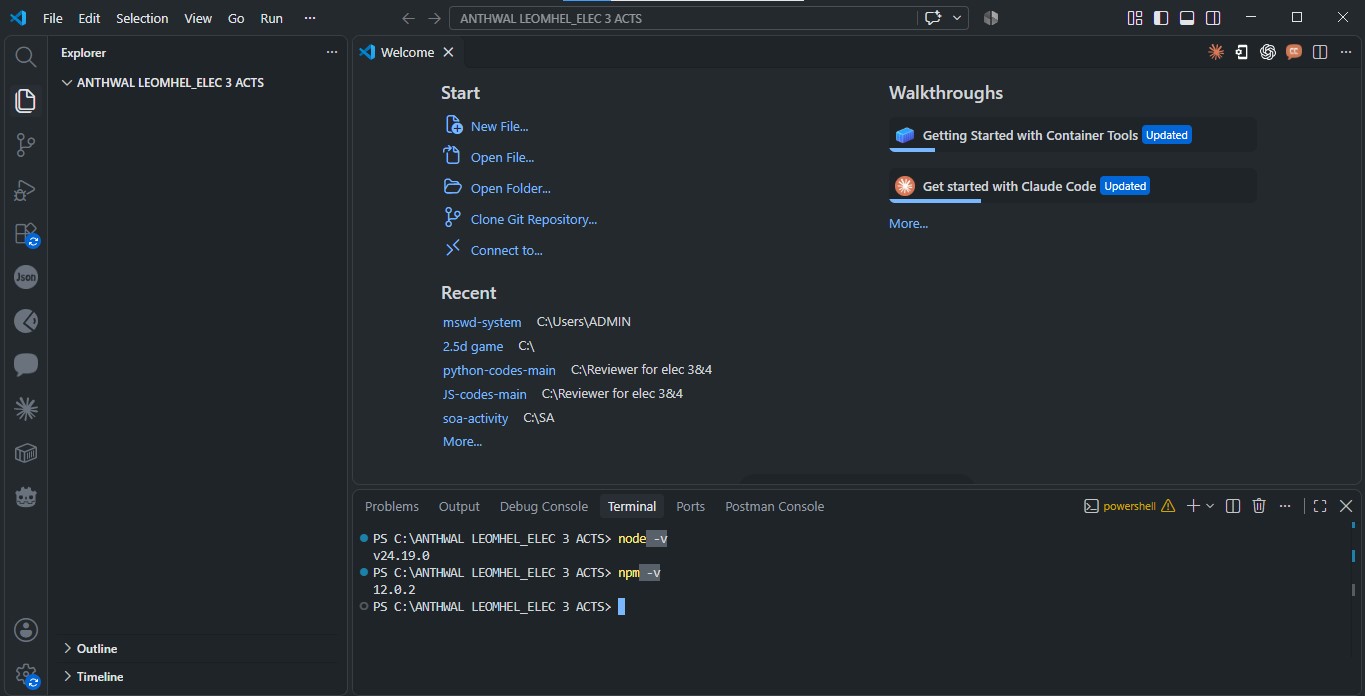 File Edit Selection View Go Run ···
ANTHWAL LEOMHEL_ELEC 3 ACTS
Explorer
ANTHWAL LEOMHEL_ELEC 3 ACTS
Json
Outline
Timeline
Welcome
CC
Start
New File...
Open File...
Open Folder...
Clone Git Repository...
Connect to...
Recent
mswd-system C:\Users\ADMIN
2.5d game C:\
python-codes-main C:\Reviewer for elec 3&4
JS-codes-main C:\Reviewer for elec 3&4
soa-activity C:\SA
More...
Walkthroughs
Getting Started with Container Tools Updated
Get started with Claude Code Updated
More...
Problems Output Debug Console Terminal Ports Postman Console
powershell
PS C:\ANTHWAL LEOMHEL_ELEC 3 ACTS> node -v
v24.19.0
PS C:\ANTHWAL LEOMHEL_ELEC 3 ACTS> npm -v
12.0.2
PS C:\ANTHWAL LEOMHEL_ELEC 3 ACTS>